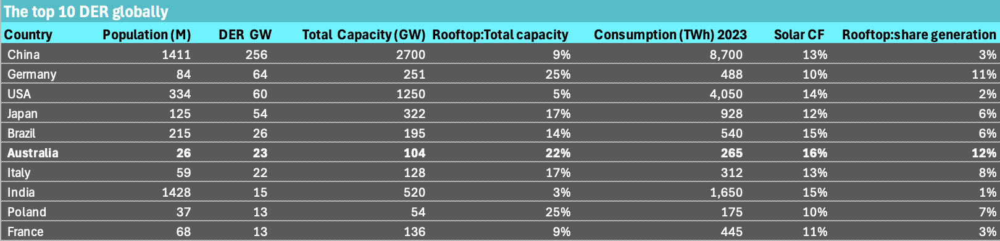 The top 10 DER globally
Country Population (M) DER GW Total Capacity (GW) Rooftop:Total capacity Consumption (TWh) 2023 Solar CF Rooftop:share generation
China 1411 256 2700 9% 8,700 13% 3%
Germany 84 64 251 25% 488 10% 11%
USA 334 60 1250 5% 4,050 14% 2%
Japan 125 54 322 17% 928 12% 6%
Brazil 215 26 195 14% 540 15% 6%
Australia 26 23 104 22% 265 16% 12%
Italy 59 22 128 17% 312 13% 8%
India 1428 15 520 3% 1,650 15% 1%
Poland 37 13 54 25% 175 10% 7%
France 68 13 136 9% 445 11% 3%